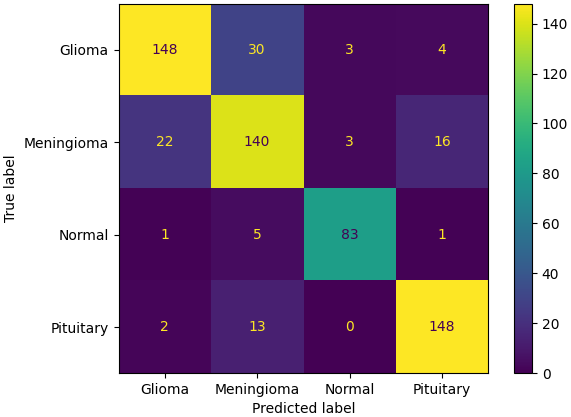 Glioma 148 30 3 4
Meningioma 22 140 3 16
Normal 1 5 83 1
Pituitary 2 13 0 148
Glioma Meningioma Normal Pituitary
Predicted label
True label
140
120
100
80
60
40
20
0